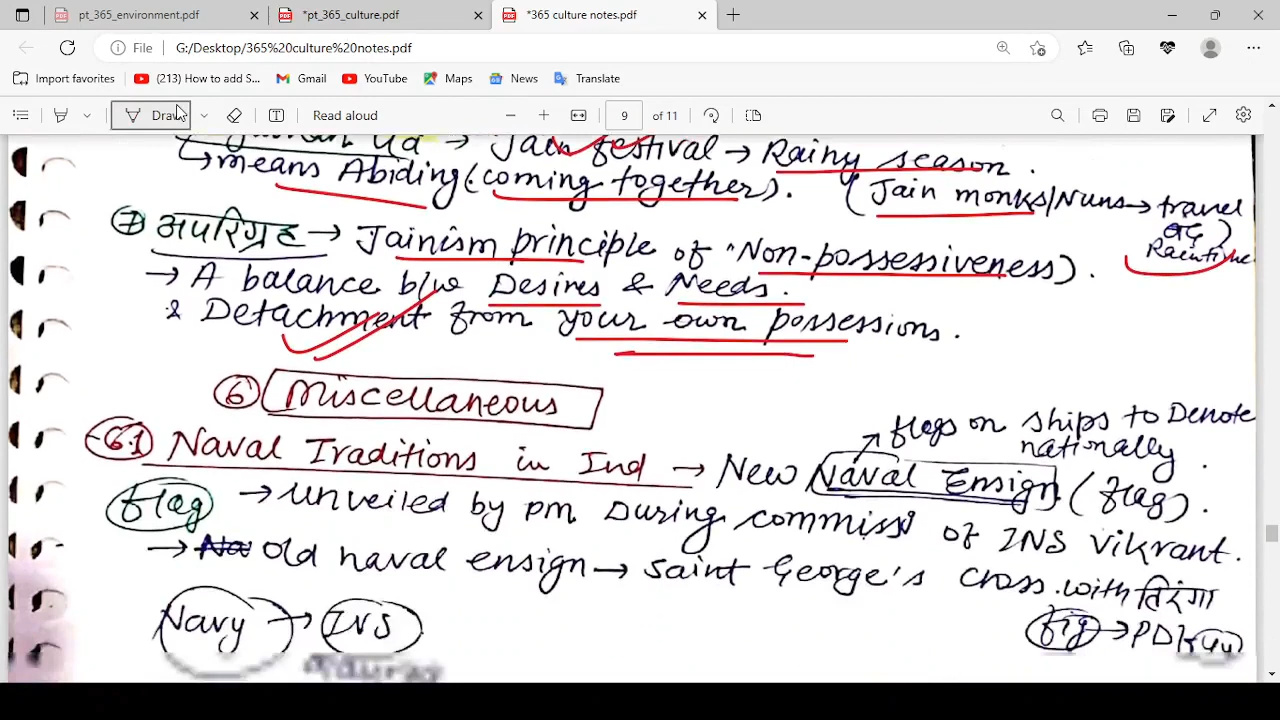 pt_365_environment.pdf
*pt_365_culture.pdf
*365 culture notes.pdf
File G:/Desktop/365%20culture%20notes.pdf
Import favorites
(213) How to add S...
Gmail
YouTube
Maps
News
Translate
Draw
Read aloud
9 of 11
→ Jain festival → Rainy season.
↳ means Abiding (coming together). (Jain monks/Nuns → travel
⑦ अपरिग्रह → Jainism principle of "Non-possessiveness).
→ A balance b/w Desires & Needs.
& Detachment from your own possessions.
⑥ Miscellaneous
flags on ships to Denote
nationally.
6.1 Naval Traditions in Ind → New Naval Ensign (flag).
flag → Unveiled by pm During commissi of INS Vikrant.
→ old naval ensign → Saint George's cross. with तिरंगा
fig → PD
Navy → INS